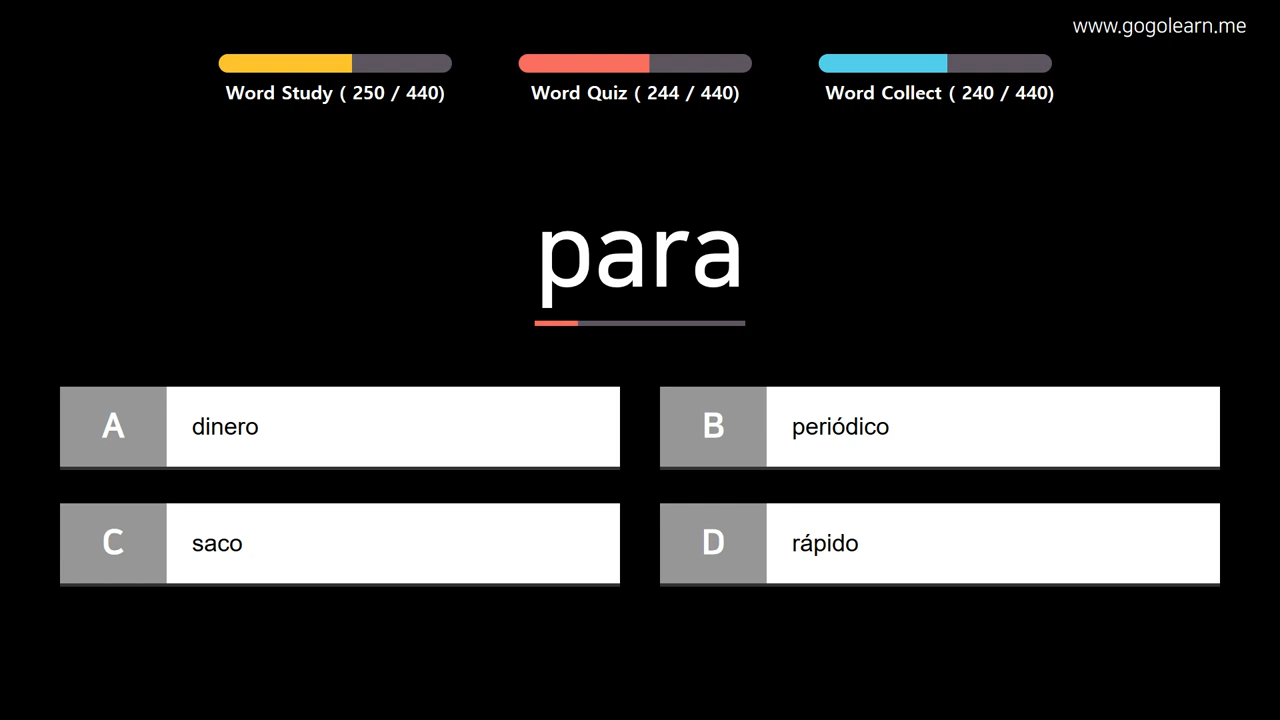 www.gogolearn.me
Word Study ( 250 / 440)
Word Quiz ( 244 / 440)
Word Collect ( 240 / 440)
para
A dinero
B periódico
C saco
D rápido